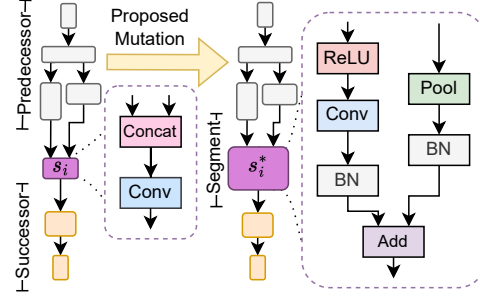 Predecessor
Proposed
Mutation
Concat
Conv
s_i
Successor
Segment
s_i^*
ReLU
Conv
BN
Pool
BN
Add